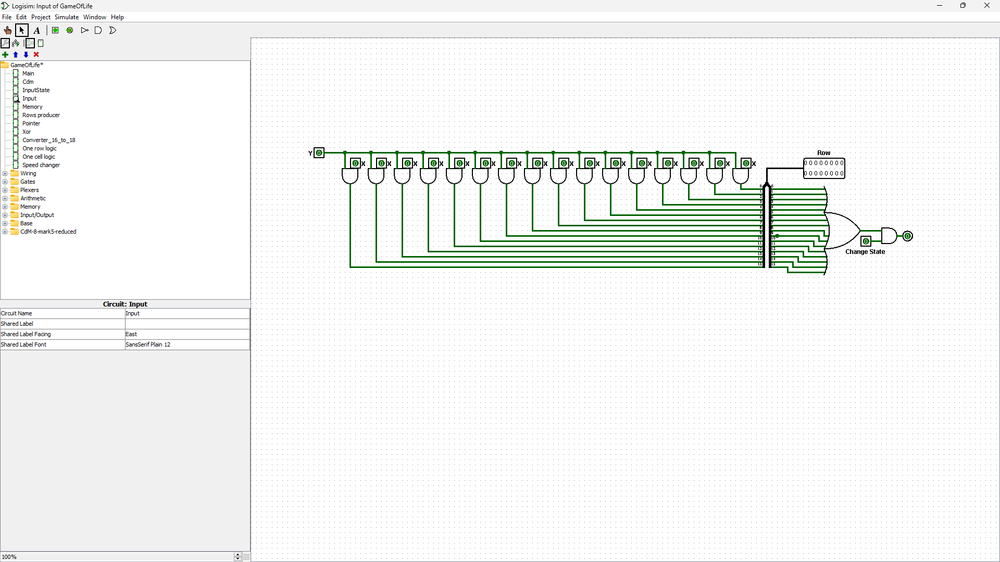 Logisim: Input of GameOfLife
File Edit Project Simulate Window Help
A
GameOfLife*
Main
Cdm
InputState
Input
Memory
Rows producer
Pointer
Xor
Converter_16_to_18
One row logic
One cell logic
Speed changer
Wiring
Gates
Plexers
Arithmetic
Memory
Input/Output
Base
CdM-8-mark5-reduced
Circuit: Input
Circuit Name Input
Shared Label
Shared Label Facing East
Shared Label Font SansSerif Plain 12
100%
Row
Y 0
0 X 0 X 0 X 0 X 0 X 0 X 0 X 0 X 0 X 0 X 0 X 0 X 0 X 0 X 0 X 0 X
0 0 0 0 0 0 0 0
0 0 0 0 0 0 0 0
0
0
Change State